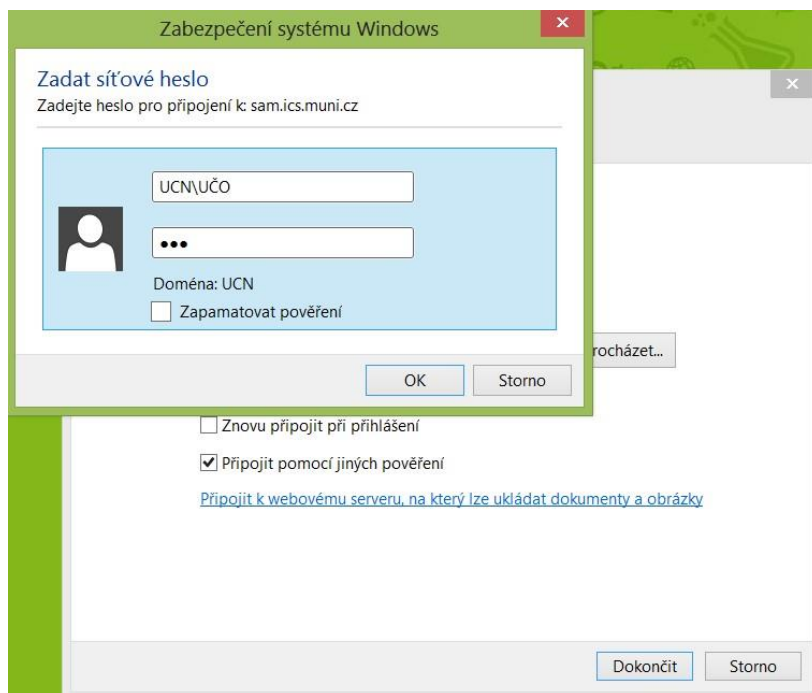 Zabezpečení systému Windows
Zadat síťové heslo
Zadejte heslo pro připojení k: sam.ics.muni.cz
UCN\UČO
•••
Doména: UCN
Zapamatovat pověření
OK
Storno
rocházet...
Znovu připojit při přihlášení
Připojit pomocí jiných pověření
Připojit k webovému serveru, na který lze ukládat dokumenty a obrázky
Dokončit
Storno